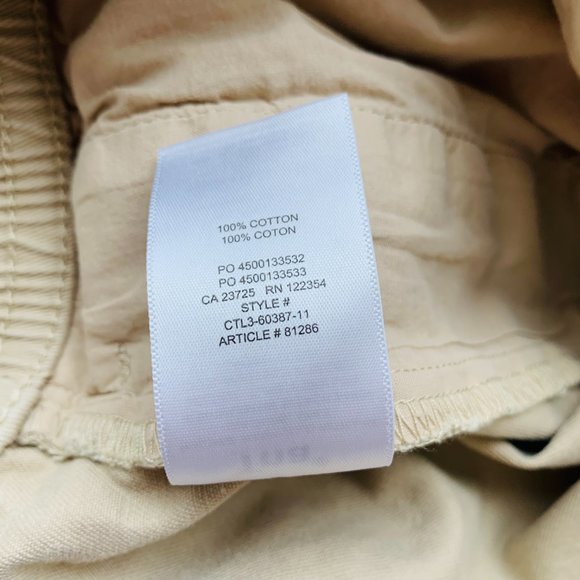 100% COTTON
100% COTON
PO 4500133532
PO 4500133533
CA 23725 RN 122354
STYLE #
CTL3-60387-11
ARTICLE # 81286